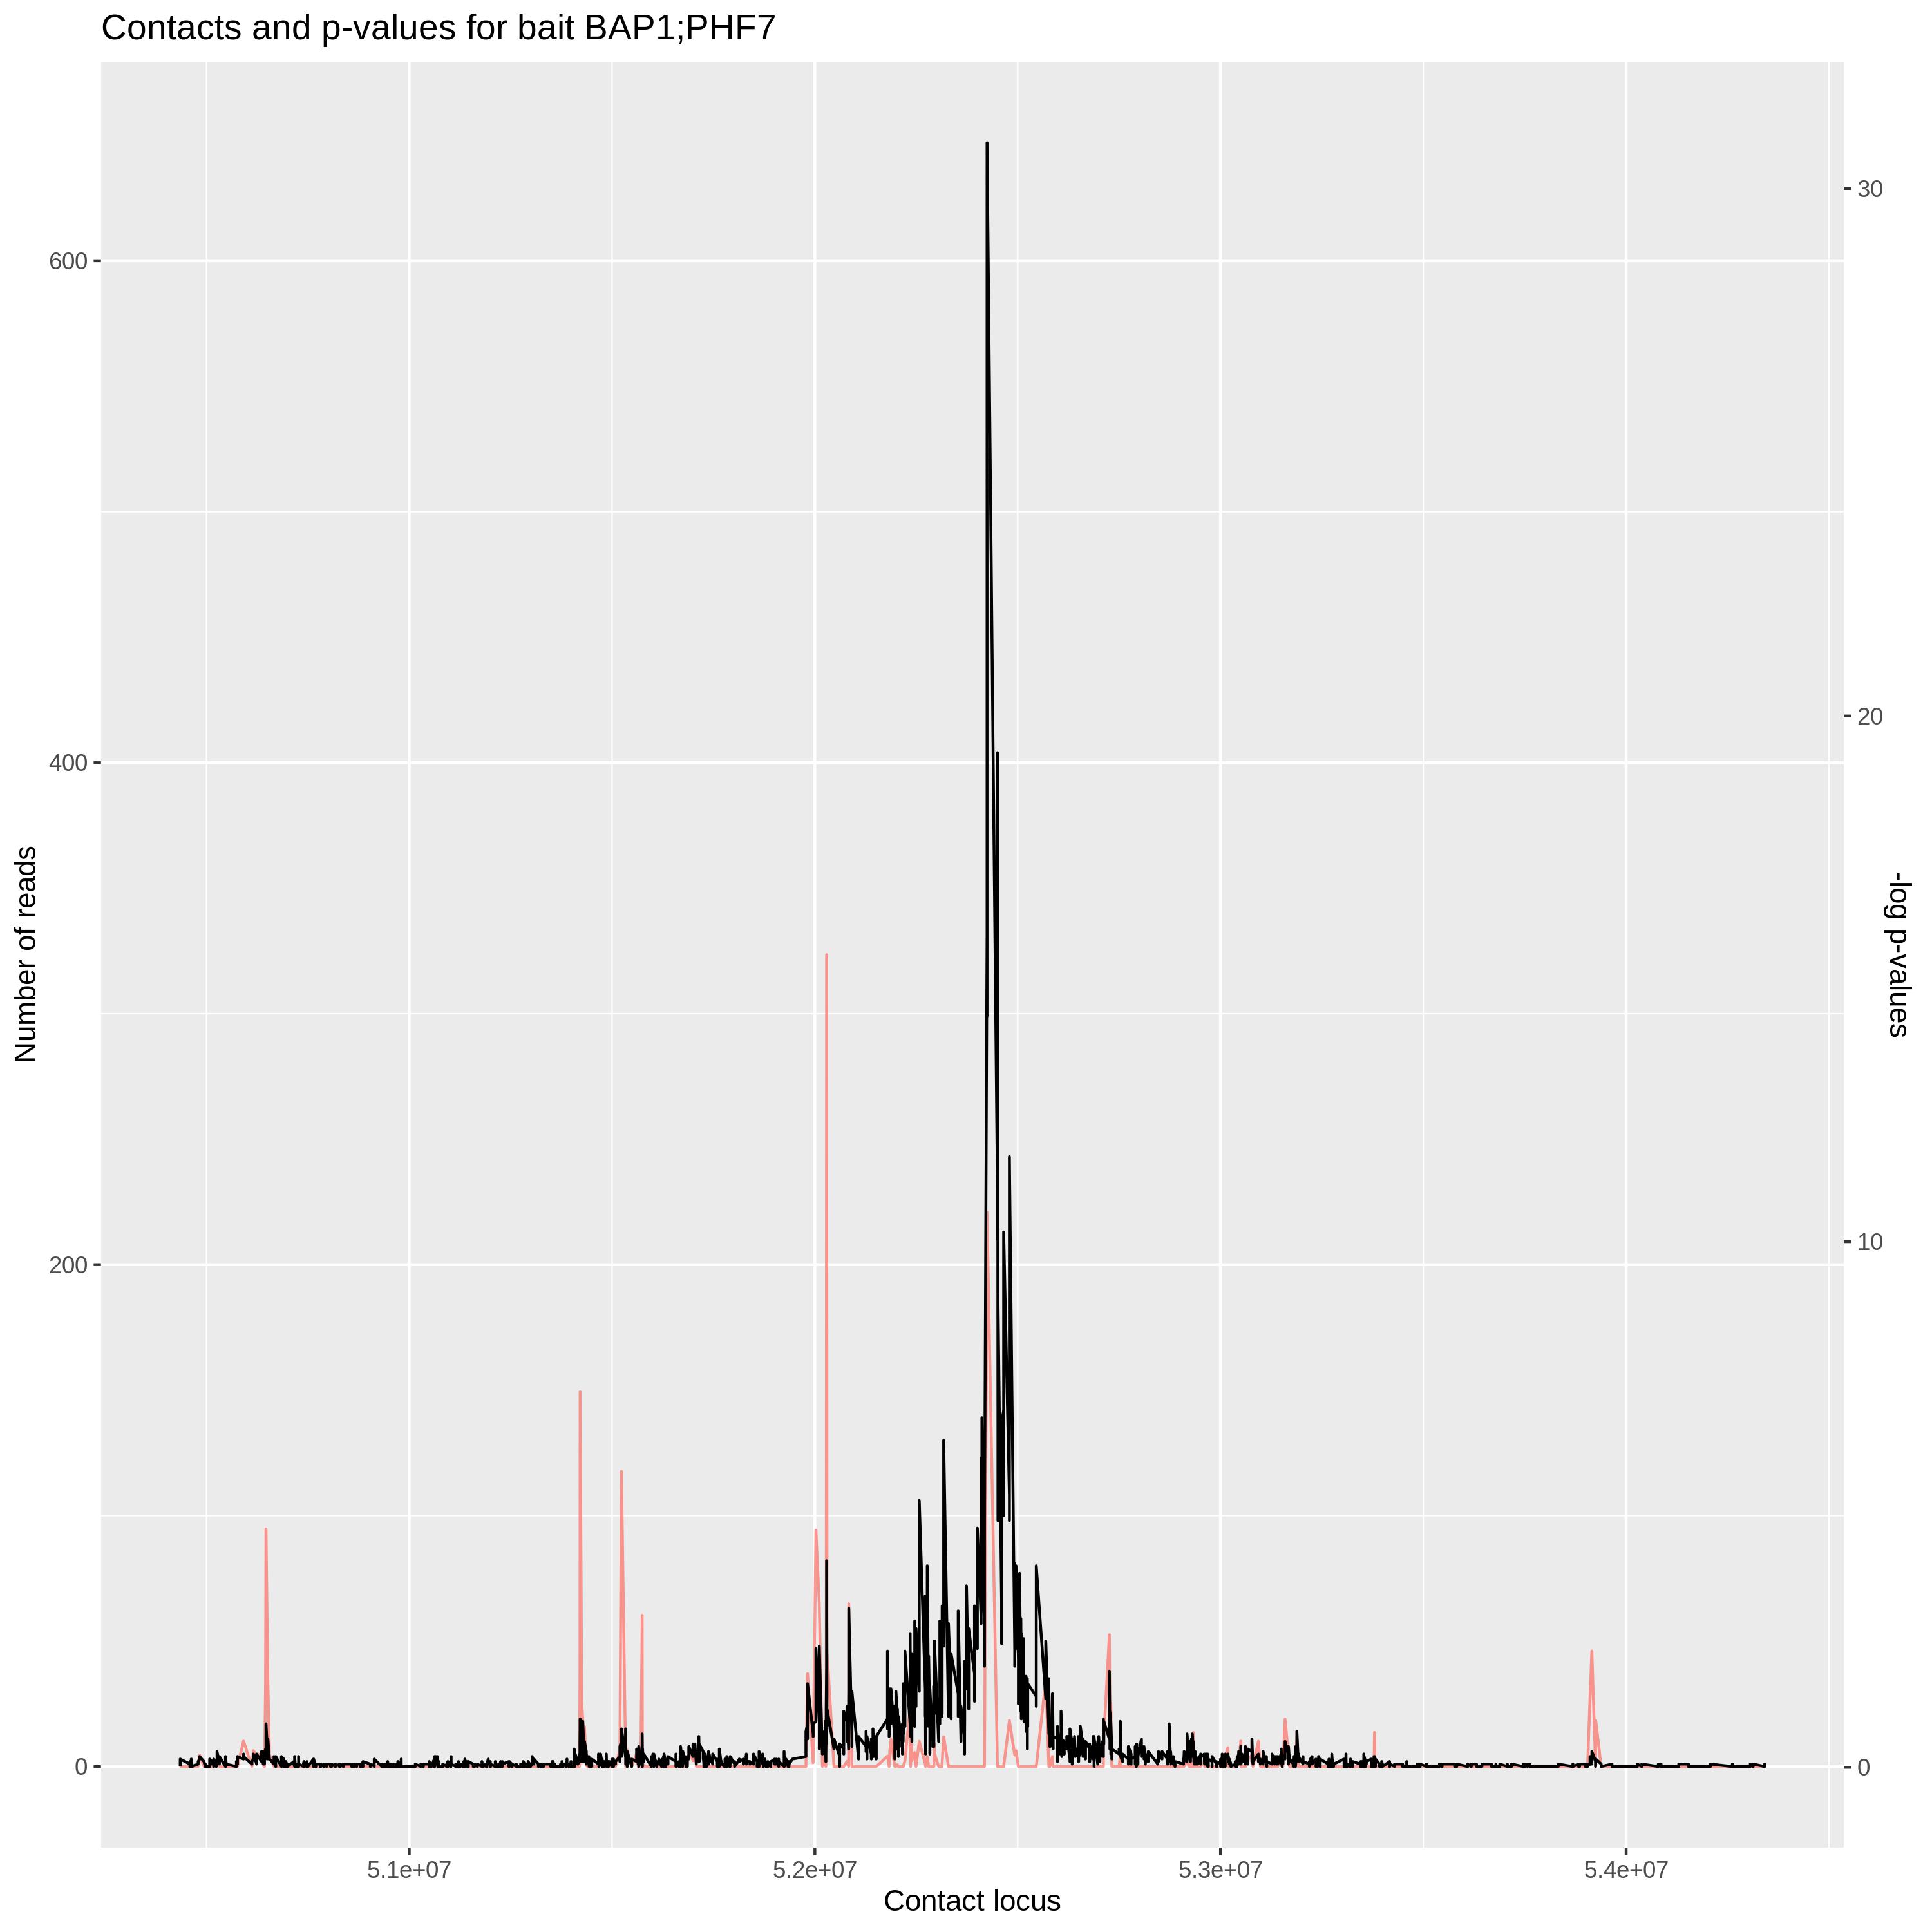 Contacts and p-values for bait BAP1;PHF7
Number of reads
600
400
200
0
30
20
10
0
-log p-values
5.1e+07
5.2e+07
5.3e+07
5.4e+07
Contact locus